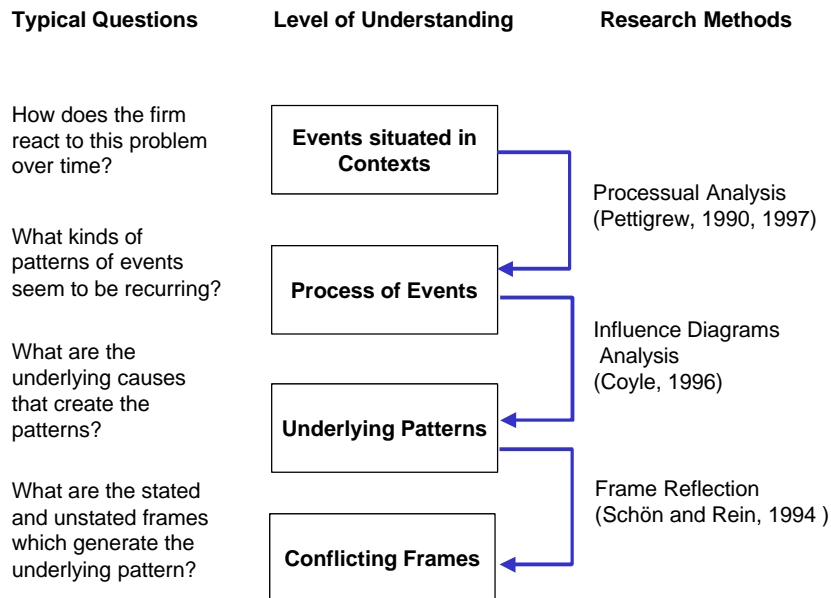 Typical Questions
Level of Understanding
Research Methods
How does the firm
react to this problem
over time?
Events situated in
Contexts
Processual Analysis
(Pettigrew, 1990, 1997)
What kinds of
patterns of events
seem to be recurring?
Process of Events
Influence Diagrams
Analysis
(Coyle, 1996)
What are the
underlying causes
that create the
patterns?
Underlying Patterns
Frame Reflection
(Schön and Rein, 1994 )
What are the stated
and unstated frames
which generate the
underlying pattern?
Conflicting Frames